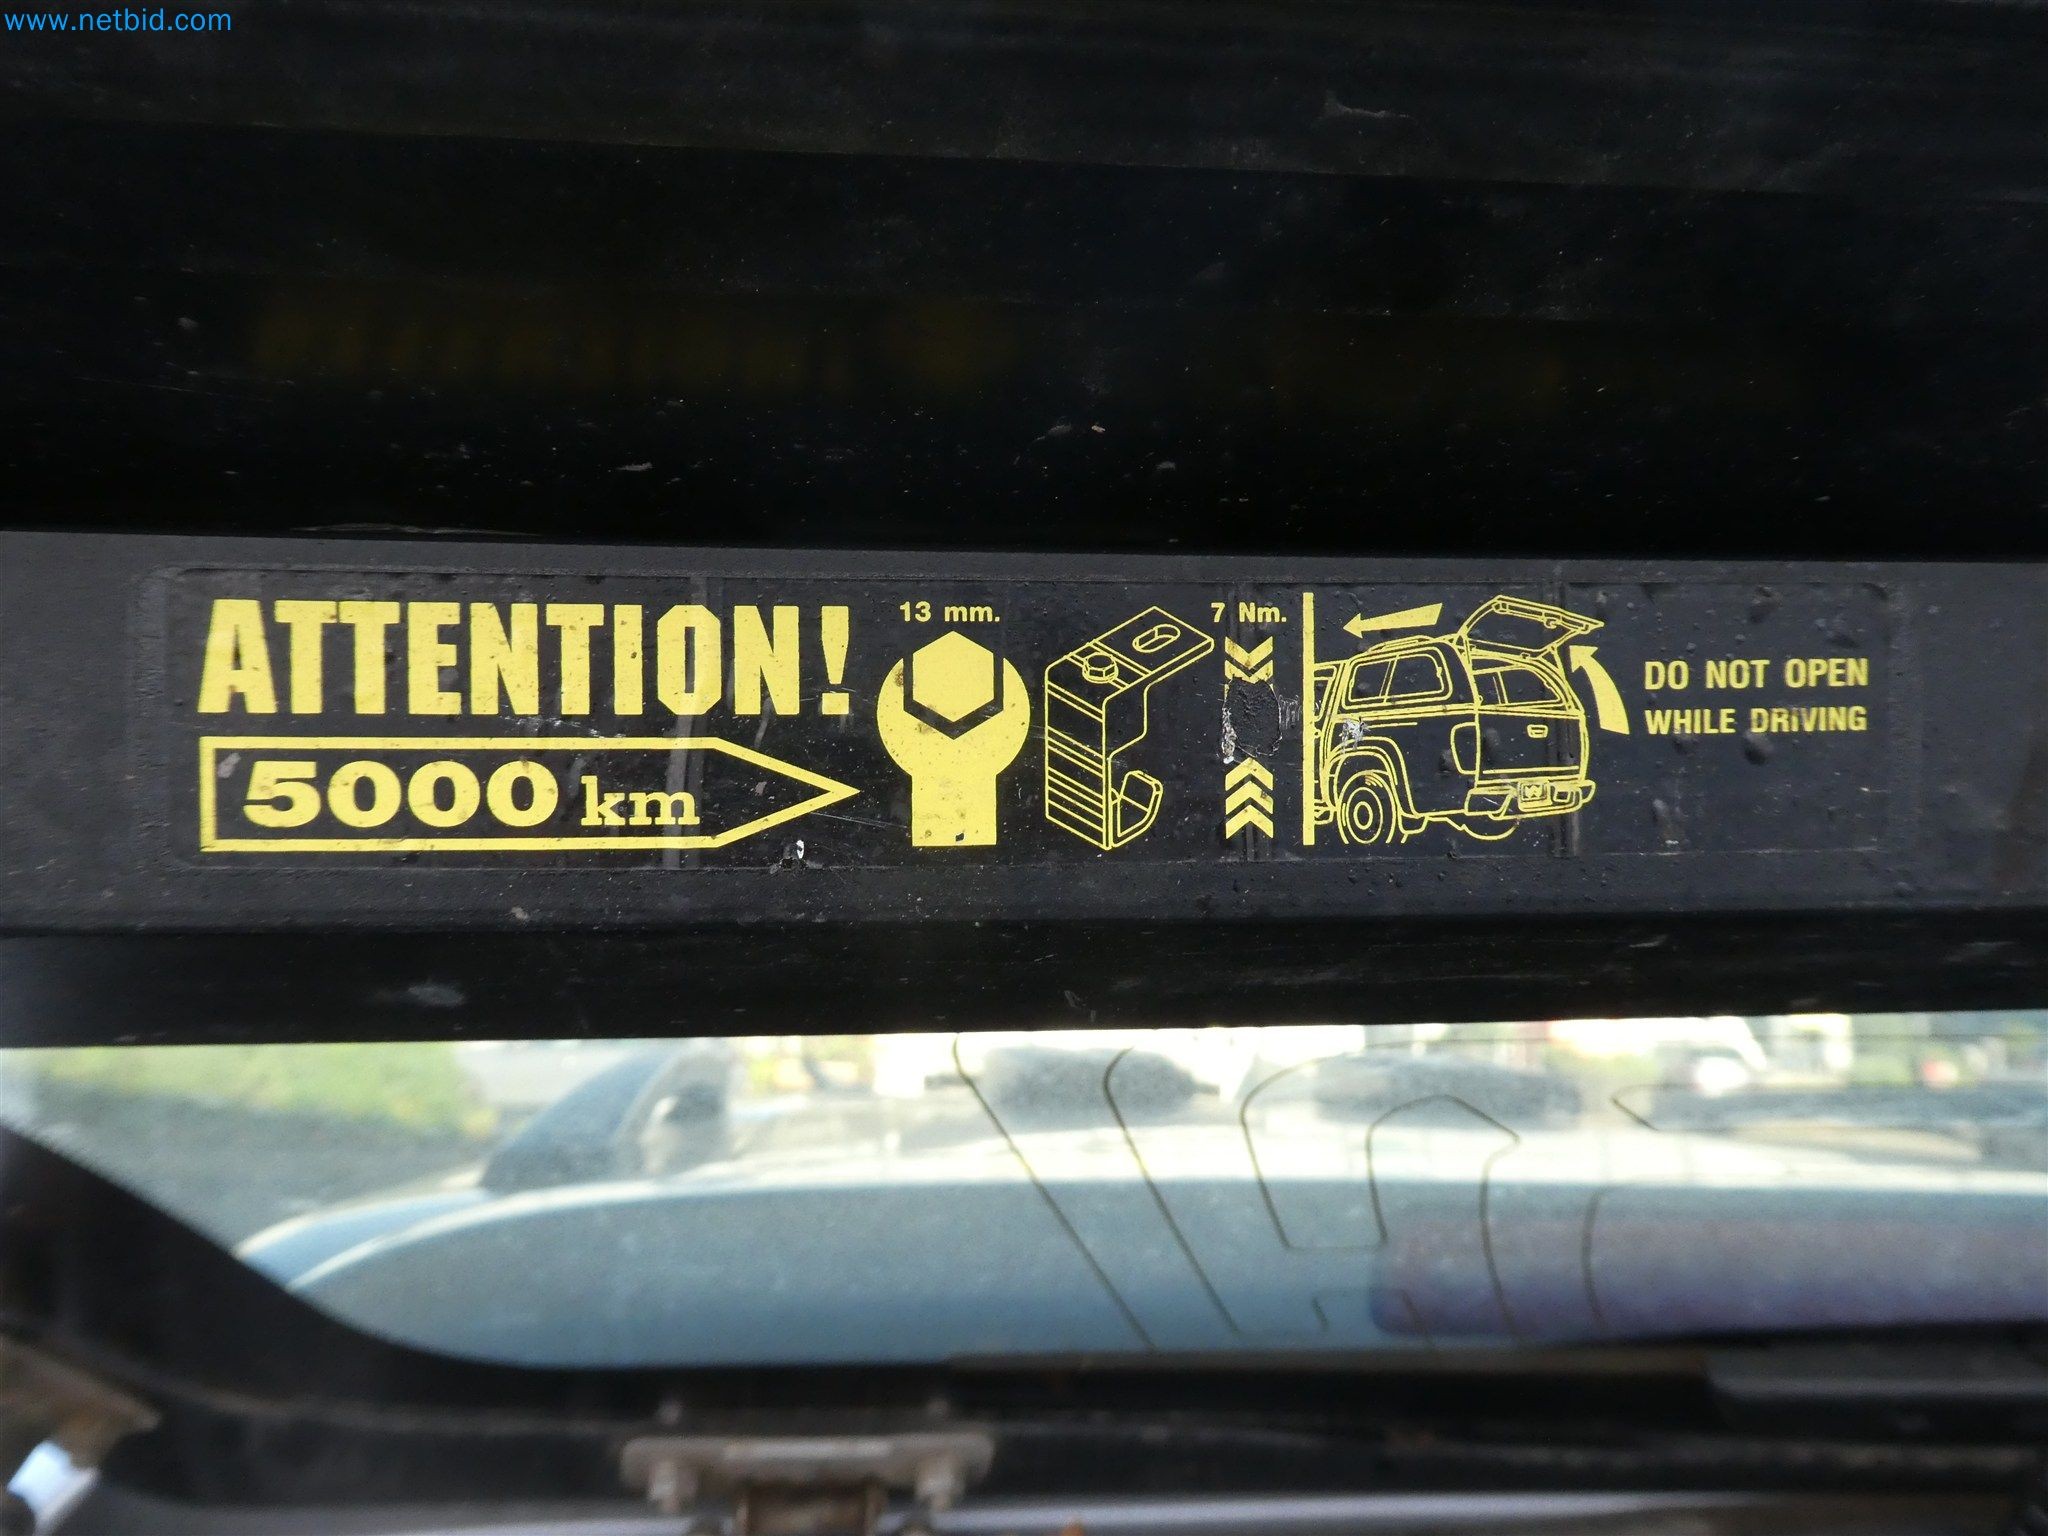 www.netbid.com
ATTENTION!
5000 km
13 mm.
7 Nm.
DO NOT OPEN
WHILE DRIVING